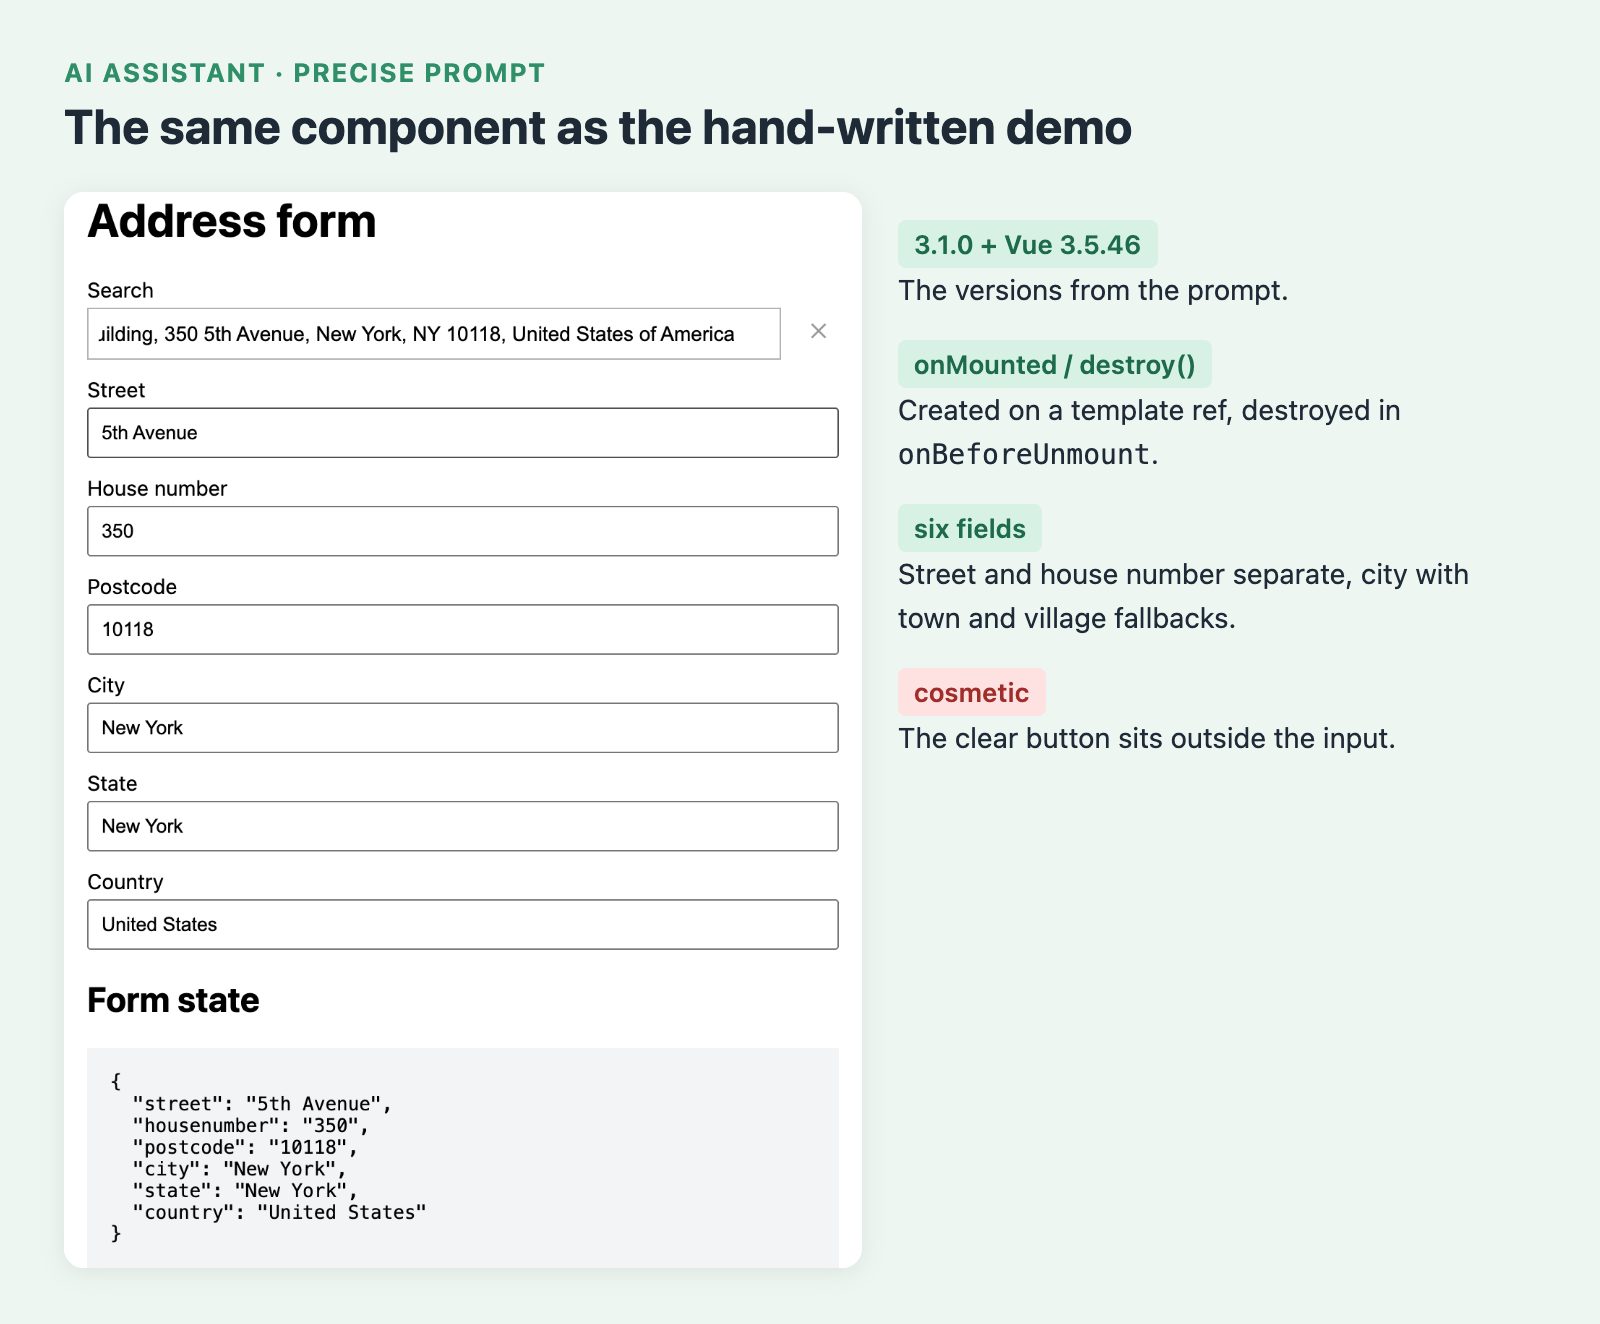 AI ASSISTANT · PRECISE PROMPT
The same component as the hand-written demo
Address form
Search
uilding, 350 5th Avenue, New York, NY 10118, United States of America
×
Street
5th Avenue
House number
350
Postcode
10118
City
New York
State
New York
Country
United States
Form state
{
  "street": "5th Avenue",
  "housenumber": "350",
  "postcode": "10118",
  "city": "New York",
  "state": "New York",
  "country": "United States"
}
3.1.0 + Vue 3.5.46
The versions from the prompt.
onMounted / destroy()
Created on a template ref, destroyed in
onBeforeUnmount.
six fields
Street and house number separate, city with
town and village fallbacks.
cosmetic
The clear button sits outside the input.